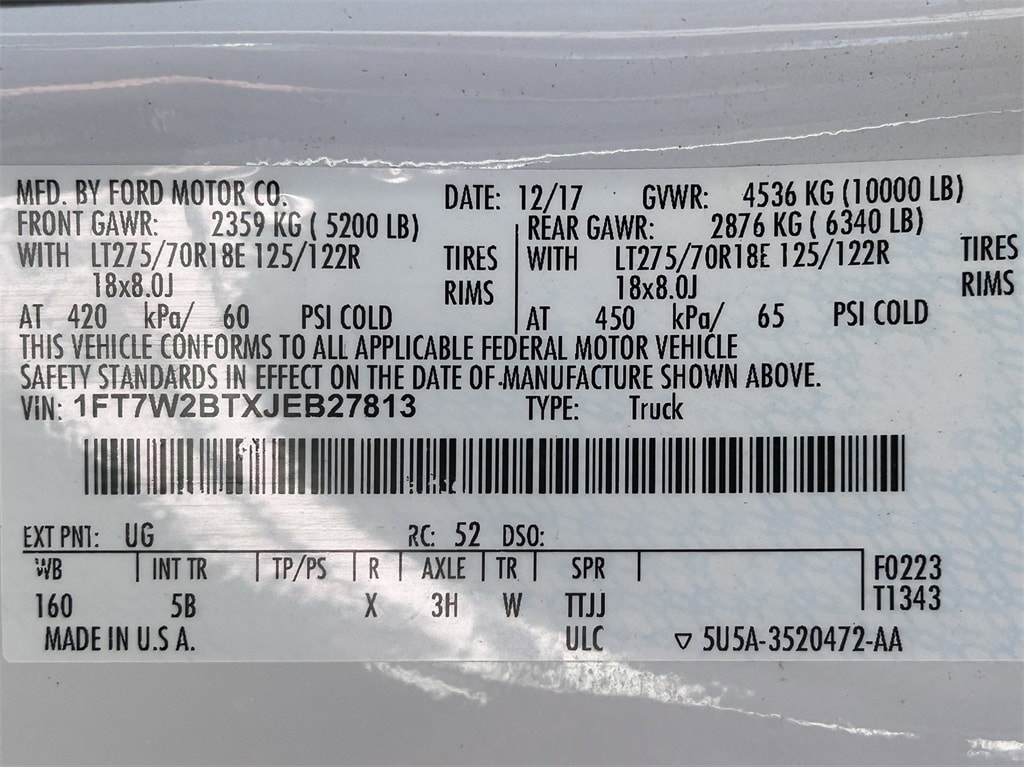 MFD. BY FORD MOTOR CO. DATE: 12/17 GVWR: 4536 KG (10000 LB)
FRONT GAWR: 2359 KG ( 5200 LB) REAR GAWR: 2876 KG ( 6340 LB)
WITH LT275/70R18E 125/122R TIRES WITH LT275/70R18E 125/122R TIRES
18x8.0J RIMS 18x8.0J RIMS
AT 420 kPa/ 60 PSI COLD AT 450 kPa/ 65 PSI COLD
THIS VEHICLE CONFORMS TO ALL APPLICABLE FEDERAL MOTOR VEHICLE
SAFETY STANDARDS IN EFFECT ON THE DATE OF MANUFACTURE SHOWN ABOVE.
VIN: 1FT7W2BTXJEB27813 TYPE: Truck
EXT PNT: UG RC: 52 DSO:
WB INT TR TP/PS R AXLE TR SPR F0223
160 5B X 3H W TTJJ T1343
MADE IN U.S A. ULC ▽ 5U5A-3520472-AA